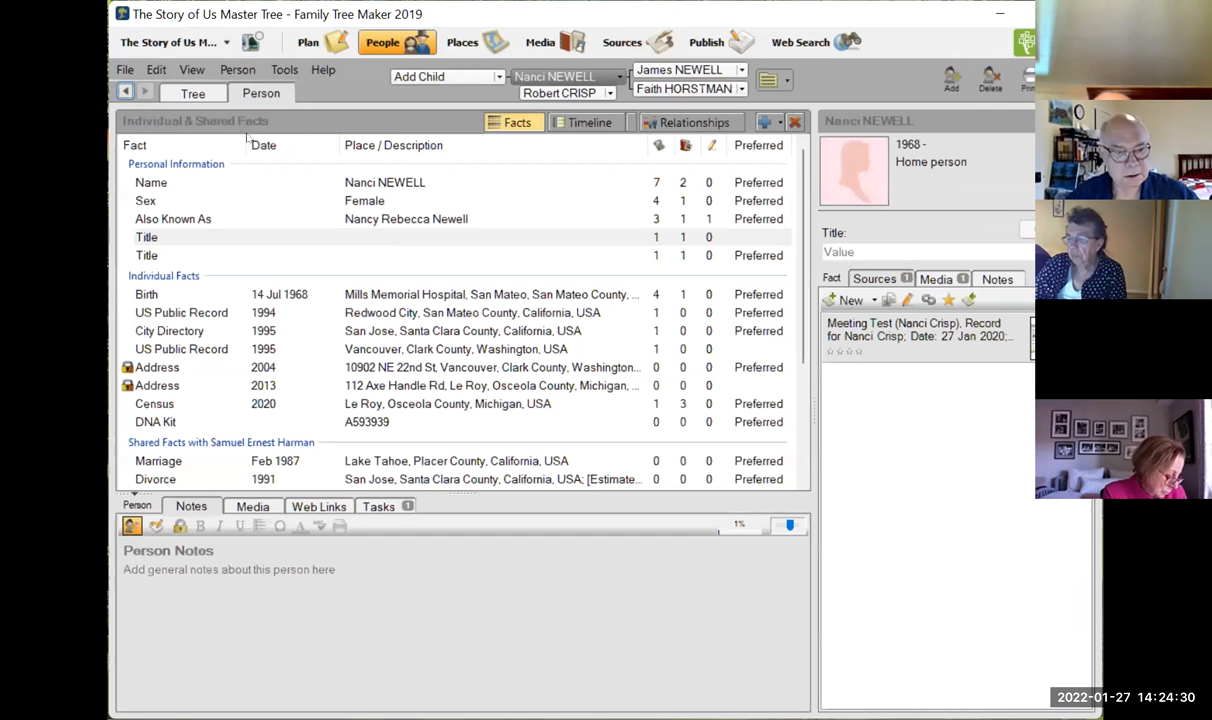 The Story of Us Master Tree - Family Tree Maker 2019
The Story of Us M... Plan People Places Media Sources Publish Web Search
File Edit View Person Tools Help
Add Child Nanci NEWELL James NEWELL
Robert CRISP Faith HORSTMAN
Add Delete
Tree Person
Individual & Shared Facts Facts Timeline Relationships
Fact Date Place / Description Preferred
Personal Information
Name Nanci NEWELL 7 2 0 Preferred
Sex Female 4 1 0 Preferred
Also Known As Nancy Rebecca Newell 3 1 1 Preferred
Title 1 1 0
Title 1 1 0 Preferred
Individual Facts
Birth 14 Jul 1968 Mills Memorial Hospital, San Mateo, San Mateo County, ... 4 1 0 Preferred
US Public Record 1994 Redwood City, San Mateo County, California, USA 1 0 0 Preferred
City Directory 1995 San Jose, Santa Clara County, California, USA 1 0 0 Preferred
US Public Record 1995 Vancouver, Clark County, Washington, USA 1 0 0
Address 2004 10902 NE 22nd St, Vancouver, Clark County, Washington... 0 0 0 Preferred
Address 2013 112 Axe Handle Rd, Le Roy, Osceola County, Michigan, ... 0 0 0 Preferred
Census 2020 Le Roy, Osceola County, Michigan, USA 1 3 0 Preferred
DNA Kit A593939 0 0 0 Preferred
Shared Facts with Samuel Ernest Harman
Marriage Feb 1987 Lake Tahoe, Placer County, California, USA 0 0 0 Preferred
Divorce 1991 San Jose, Santa Clara County, California, USA; [Estimate... 0 0 0 Preferred
Person Notes Media Web Links Tasks 1
B I U A 1%
Person Notes
Add general notes about this person here
Nanci NEWELL
1968 -
Home person
Title:
Value
Fact Sources 1 Media 1 Notes
New
Meeting Test (Nanci Crisp), Record
for Nanci Crisp; Date: 27 Jan 2020;...
2022-01-27 14:24:30